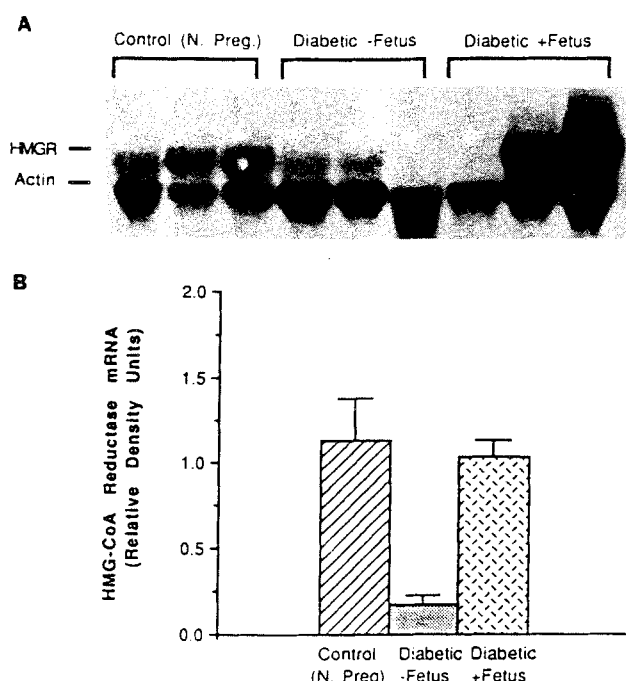 A
Control (N. Preg.) Diabetic -Fetus Diabetic +Fetus
HMGR
Actin
B
HMG-CoA Reductase mRNA
(Relative Density Units)
2.0
1.5
1.0
0.5
0.0
Control Diabetic Diabetic
(N. Preg) -Fetus +Fetus